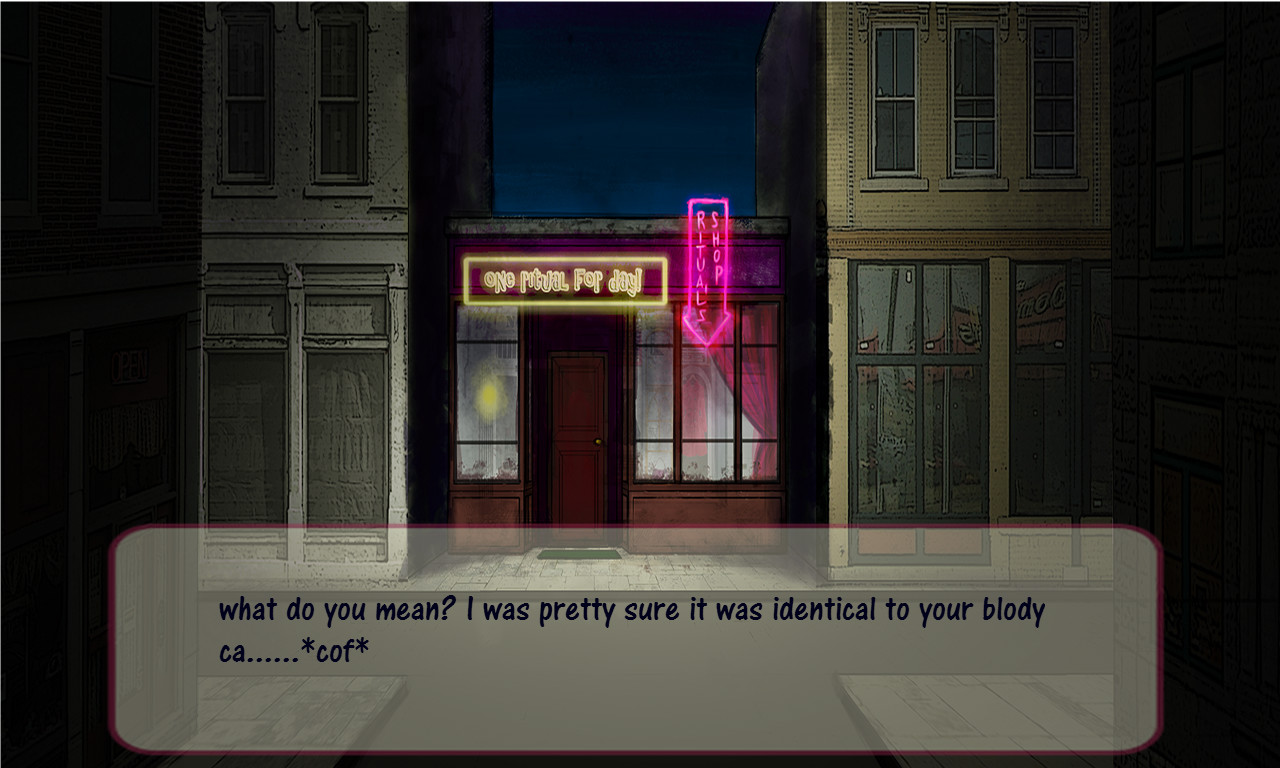 one ritual for day!
RITUALS SHOP
what do you mean? I was pretty sure it was identical to your blody
ca......*cof*